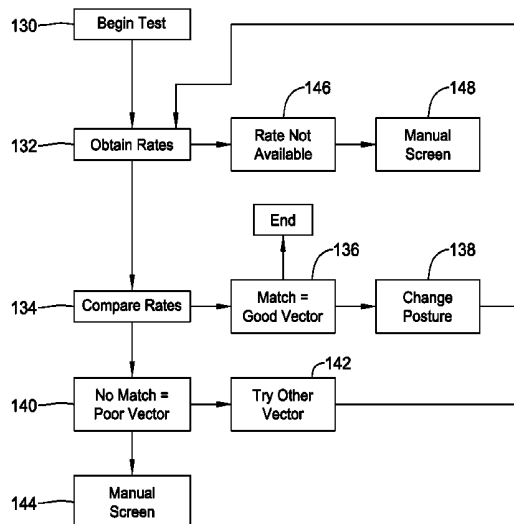 130
Begin Test
146
148
132
Obtain Rates
Rate Not
Available
Manual
Screen
End
136
138
134
Compare Rates
Match =
Good Vector
Change
Posture
142
140
No Match =
Poor Vector
Try Other
Vector
144
Manual
Screen